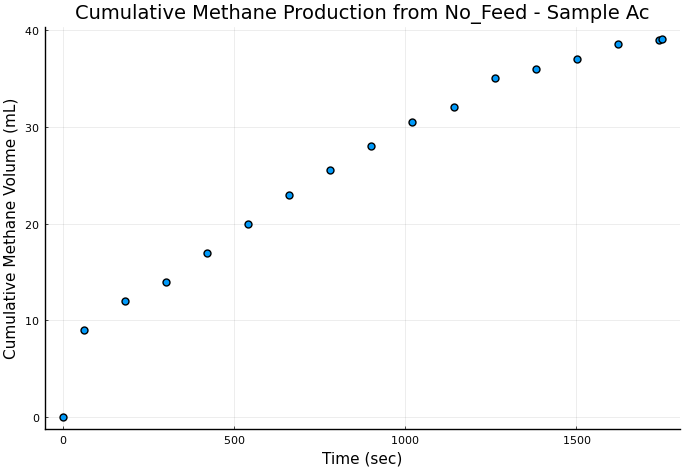 Cumulative Methane Production from No_Feed - Sample Ac
Cumulative Methane Volume (mL)
40
30
20
10
0
0 500 1000 1500
Time (sec)